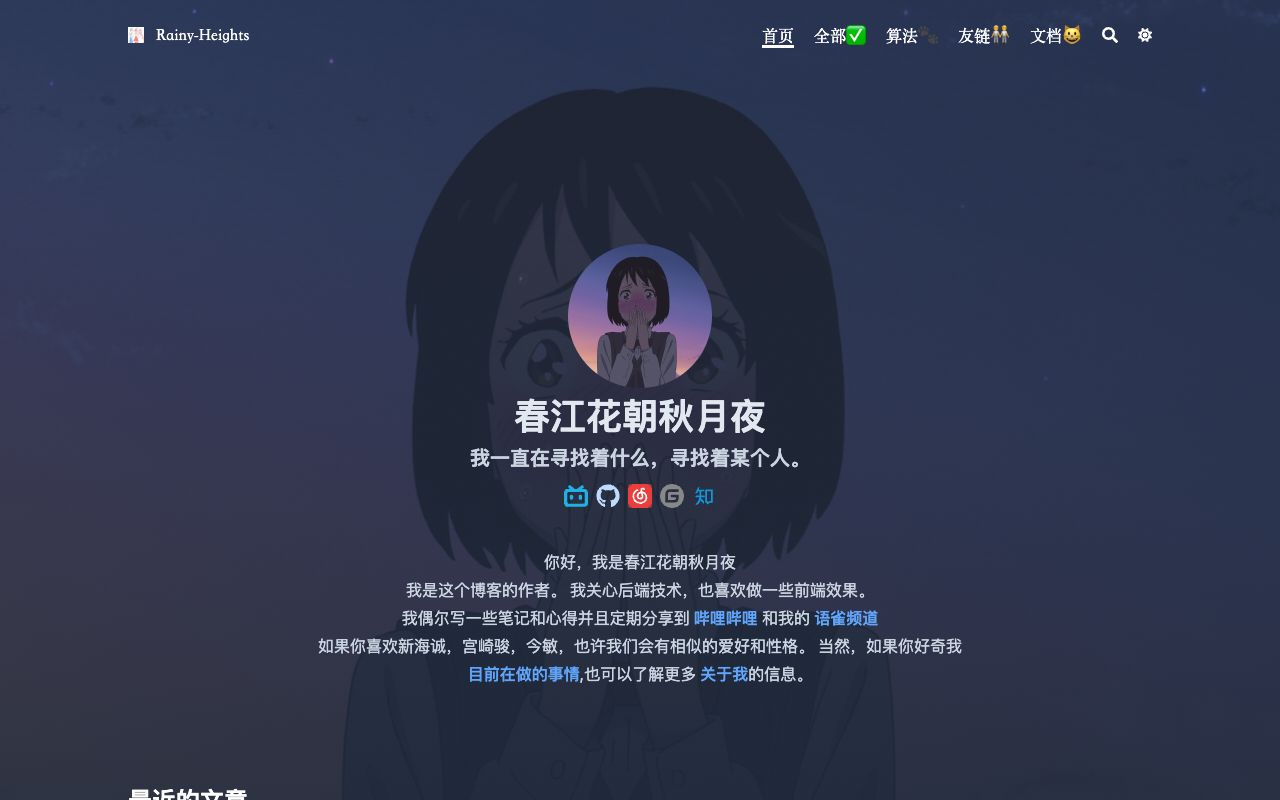 Rainy-Heights
首页 全部✅ 算法🐾 友链👬 文档😺
春江花朝秋月夜
我一直在寻找着什么，寻找着某个人。
知
你好，我是春江花朝秋月夜
我是这个博客的作者。 我关心后端技术，也喜欢做一些前端效果。
我偶尔写一些笔记和心得并且定期分享到 哔哩哔哩 和我的 语雀频道
如果你喜欢新海诚，宫崎骏，今敏，也许我们会有相似的爱好和性格。 当然，如果你好奇我
目前在做的事情,也可以了解更多 关于我的信息。
最近的文章